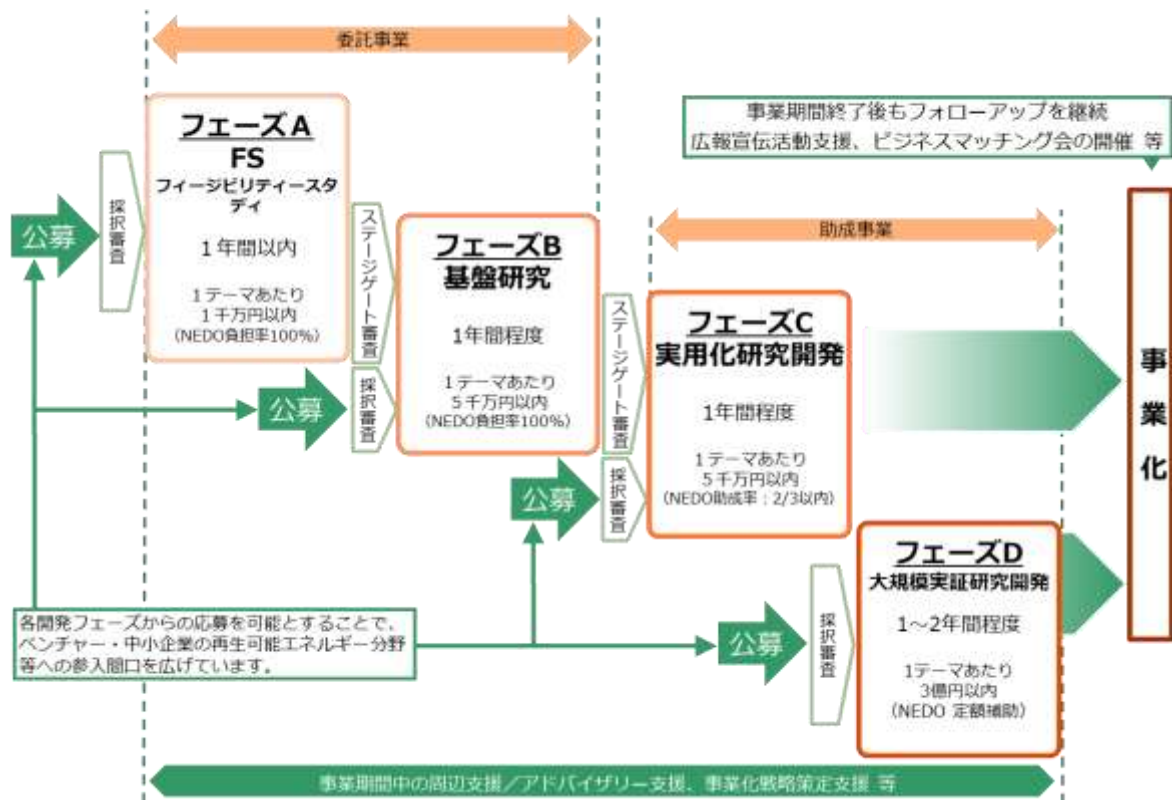 委託事業
事業期間終了後もフォローアップを継続
広報宣伝活動支援、ビジネスマッチング会の開催 等
公募
採択審査
フェーズA
FS
フィージビリティースタ
ディ
1年間以内
1テーマあたり
1千万円以内
(NEDO負担率100%)
ステージゲート審査
公募
採択審査
フェーズB
基盤研究
1年間程度
1テーマあたり
5千万円以内
(NEDO負担率100%)
助成事業
ステージゲート審査
公募
採択審査
フェーズC
実用化研究開発
1年間程度
1テーマあたり
5千万円以内
(NEDO助成率:2/3以内)
公募
採択審査
フェーズD
大規模実証研究開発
1~2年間程度
1テーマあたり
3億円以内
(NEDO 定額補助)
事業化
各開発フェーズからの応募を可能とすることで、
ベンチャー・中小企業の再生可能エネルギー分野
等への参入間口を広げています。
事業期間中の周辺支援/アドバイザリー支援、事業化戦略策定支援 等